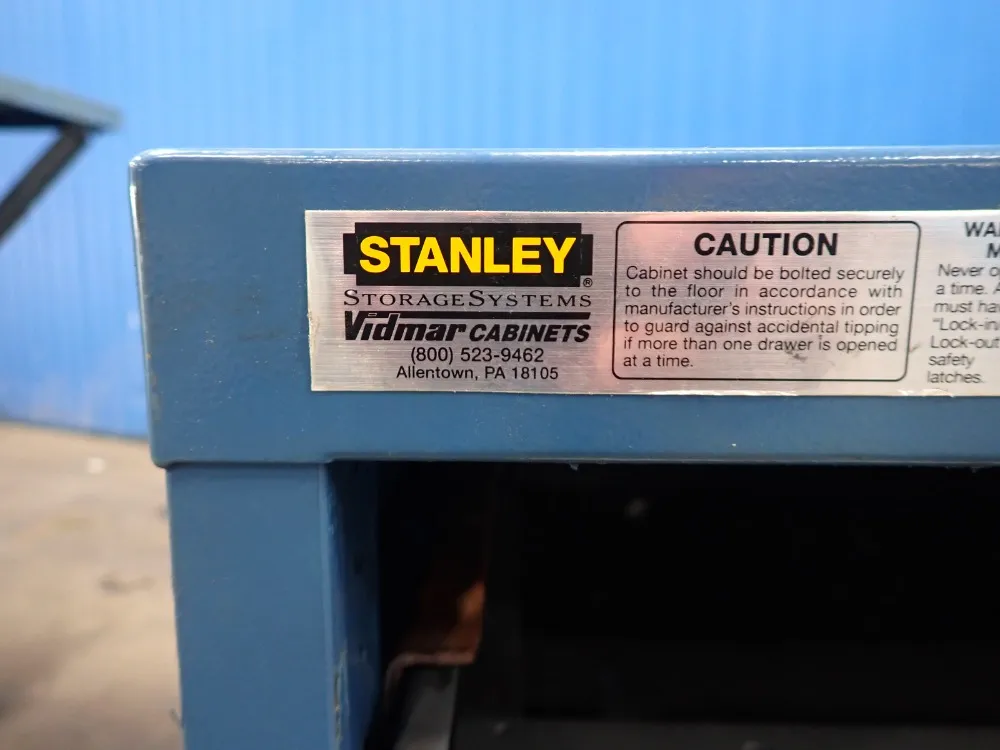 STANLEY®
STORAGE SYSTEMS
Vidmar CABINETS
(800) 523-9462
Allentown, PA 18105
CAUTION
Cabinet should be bolted securely
to the floor in accordance with
manufacturer's instructions in order
to guard against accidental tipping
if more than one drawer is opened
at a time.
Never
a time.
must
"Lock-in
Lock-out
safety
latches.